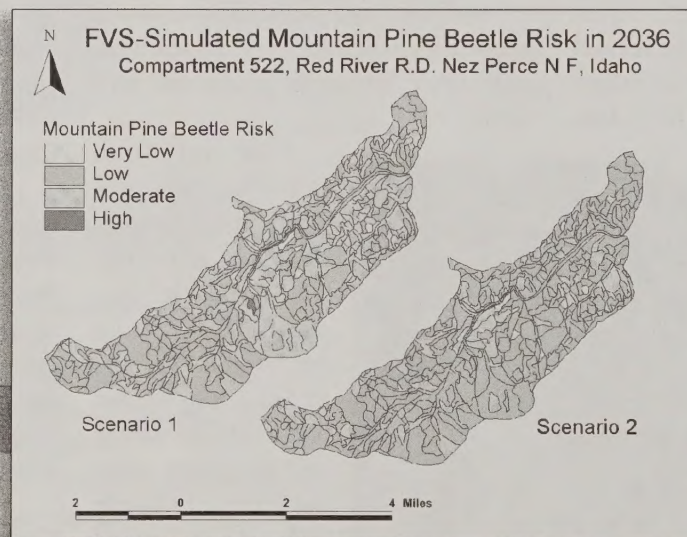 N
FVS-Simulated Mountain Pine Beetle Risk in 2036
Compartment 522, Red River R.D. Nez Perce N F, Idaho
Mountain Pine Beetle Risk
Very Low
Low
Moderate
High
Scenario 1
Scenario 2
2 0 2 4 Miles